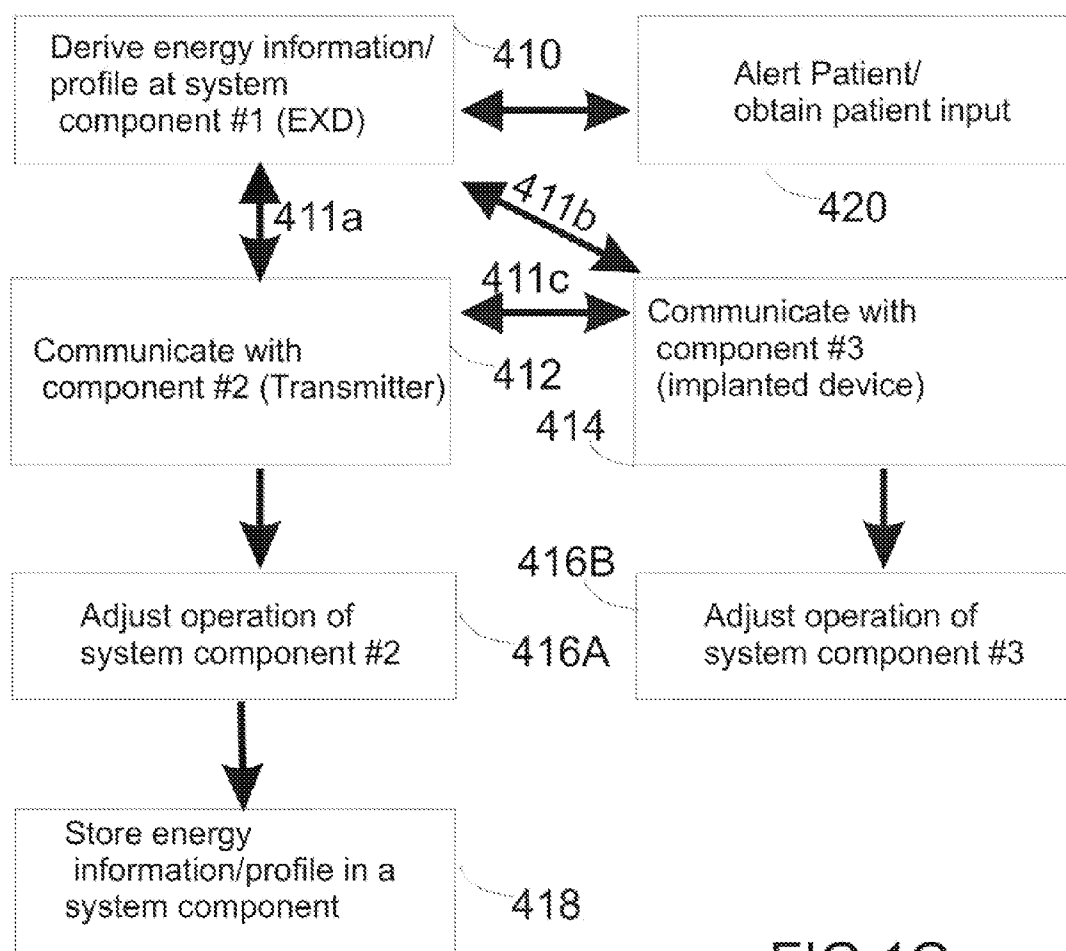 Derive energy information/
profile at system
component #1 (EXD)
410
Alert Patient/
obtain patient input
420
411a
411b
411c
Communicate with
component #2 (Transmitter)
412
Communicate with
component #3
(implanted device)
414
Adjust operation of
system component #2
416A
416B
Adjust operation of
system component #3
Store energy
information/profile in a
system component
418